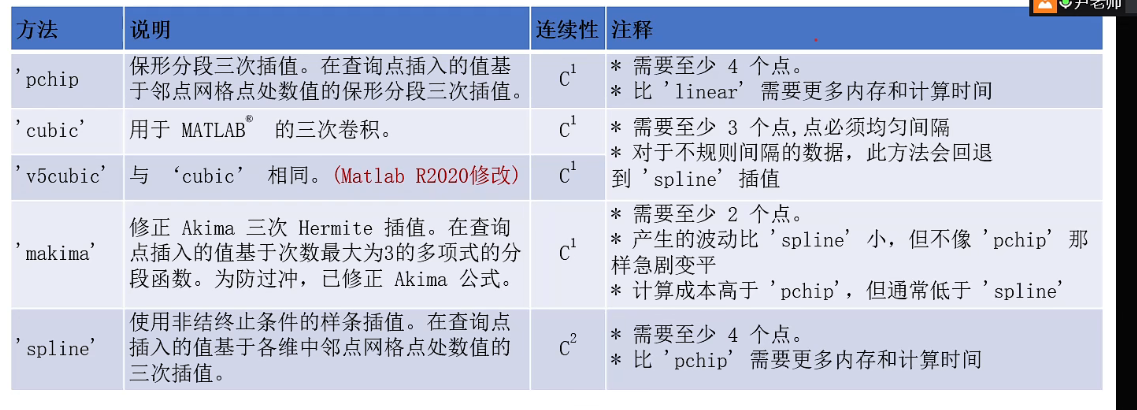 尹老师
方法 说明 连续性 注释
'pchip
保形分段三次插值。在查询点插入的值基
于邻点网格点处数值的保形分段三次插值。
C1
* 需要至少 4 个点。
* 比 'linear' 需要更多内存和计算时间
'cubic'
用于 MATLAB® 的三次卷积。
C1
* 需要至少 3 个点,点必须均匀间隔
* 对于不规则间隔的数据，此方法会回退
到 'spline' 插值
'v5cubic'
与 ‘cubic’ 相同。(Matlab R2020修改)
C1
'makima'
修正 Akima 三次 Hermite 插值。在查询
点插入的值基于次数最大为3的多项式的分
段函数。为防过冲，已修正 Akima 公式。
C1
* 需要至少 2 个点。
* 产生的波动比 'spline' 小，但不像 'pchip' 那
样急剧变平
* 计算成本高于 'pchip'，但通常低于 'spline'
'spline'
使用非结终止条件的样条插值。在查询点
插入的值基于各维中邻点网格点处数值的
三次插值。
C2
* 需要至少 4 个点。
* 比 'pchip' 需要更多内存和计算时间